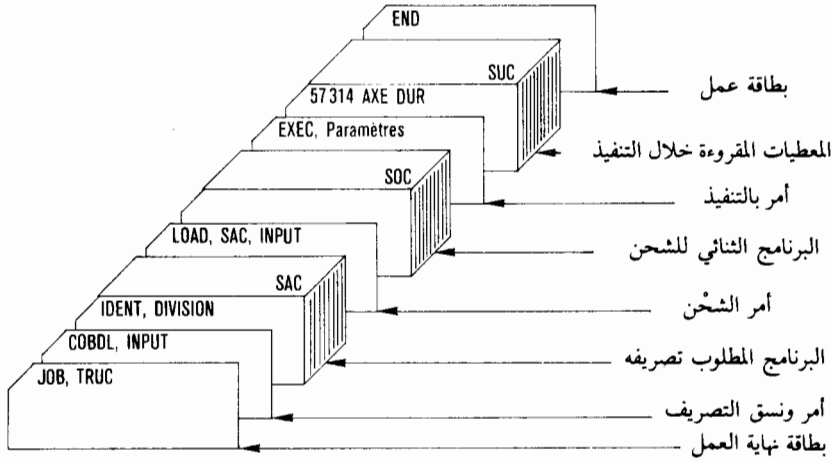 END
SUC
بطاقة عمل
57314 AXE DUR
EXEC, Paramètres
المعطيات المقروءة خلال التنفيذ
SOC
أمر بالتنفيذ
LOAD, SAC, INPUT
البرنامج الثنائي للشحن
SAC
IDENT, DIVISION
أمر الشحْن
COBDL, INPUT
البرنامج المطلوب تصريفه
JOB, TRUC
أمر ونسق التصريف
بطاقة نهاية العمل